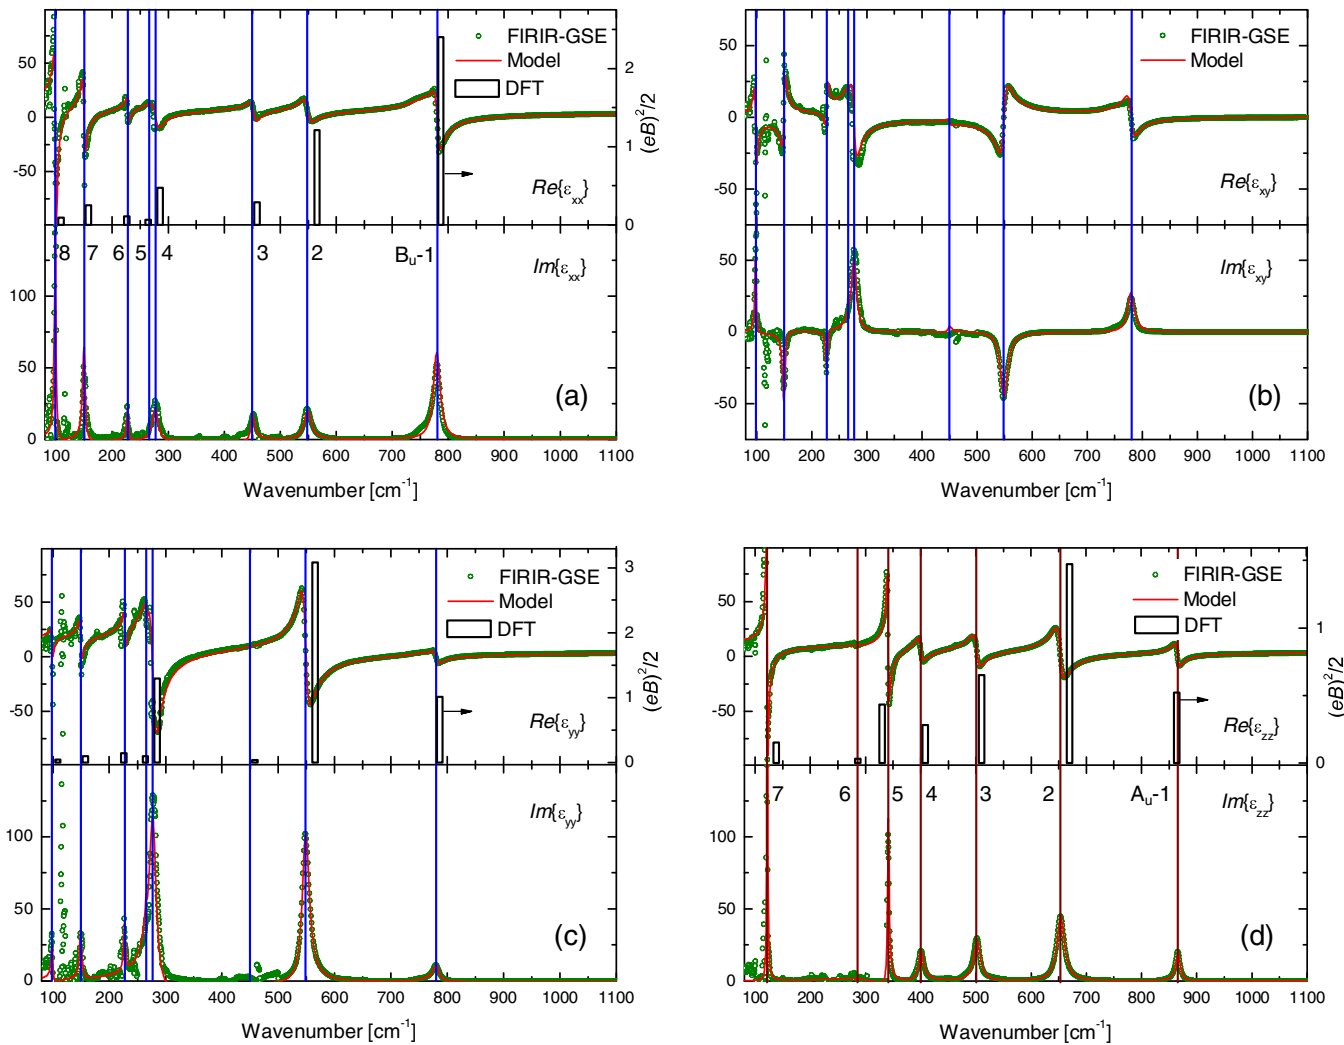 FIRIR-GSE
Model
DFT
50
0
-50
2
1
0
(eB)²/2
Re{εxx}
8 7 6 5 4 3 2 Bu-1
Im{εxx}
100
50
0
(a)
100 200 300 400 500 600 700 800 900 1000 1100
Wavenumber [cm⁻¹]
FIRIR-GSE
Model
50
0
-50
Re{εxy}
Im{εxy}
50
0
-50
(b)
100 200 300 400 500 600 700 800 900 1000 1100
Wavenumber [cm⁻¹]
FIRIR-GSE
Model
DFT
50
0
-50
3
2
1
0
(eB)²/2
Re{εyy}
Im{εyy}
100
50
0
(c)
100 200 300 400 500 600 700 800 900 1000 1100
Wavenumber [cm⁻¹]
FIRIR-GSE
Model
DFT
50
0
-50
1
0
(eB)²/2
Re{εzz}
7 6 5 4 3 2 Au-1
Im{εzz}
100
50
0
(d)
100 200 300 400 500 600 700 800 900 1000 1100
Wavenumber [cm⁻¹]